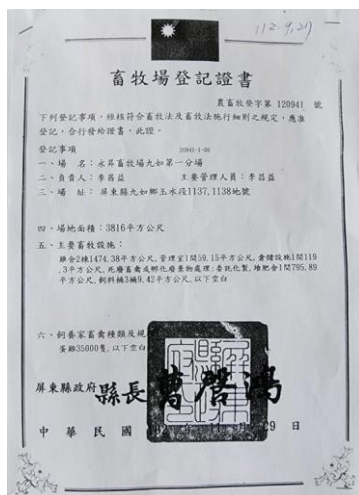 112.9.27
畜牧場登記證書
農畜牧登字第 120941 號
下列登記事項，經核符合畜牧法及畜牧法施行細則之規定，應准
登記，合行發給證書，此證。
登記事項
20941-1-00
一、場　名：永昇畜牧場九如第一分場
二、負責人：李昌益　　主要管理人員：李昌益
三、場　址：屏東縣九如鄉玉水段1137,1138地號
四、場地面積：3816平方公尺
五、主要畜牧設施：
雞舍2棟1474.38平方公尺,管理室1間59.15平方公尺,倉儲設施1間119
.3平方公尺,死廢畜禽或孵化廢棄物處理:委託化製,堆肥舍1間795.89
平方公尺,飼料桶3桶9.42平方公尺,以下空白
六、飼養家畜禽種類及規
蛋雞35000隻,以下空白
屏東縣政府 縣長 曹啓鴻
中 華 民 國 年 月 29 日